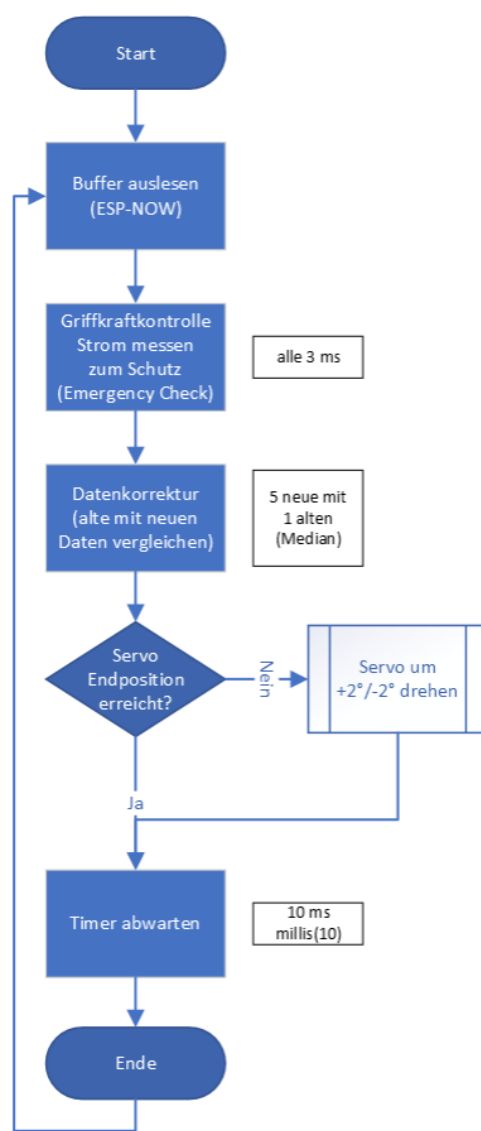 Start
Buffer auslesen
(ESP-NOW)
Griffkraftkontrolle
Strom messen
zum Schutz
(Emergency Check)
alle 3 ms
Datenkorrektur
(alte mit neuen
Daten vergleichen)
5 neue mit
1 alten
(Median)
Servo
Endposition
erreicht?
Nein
Servo um
+2°/-2° drehen
Ja
Timer abwarten
10 ms
millis(10)
Ende